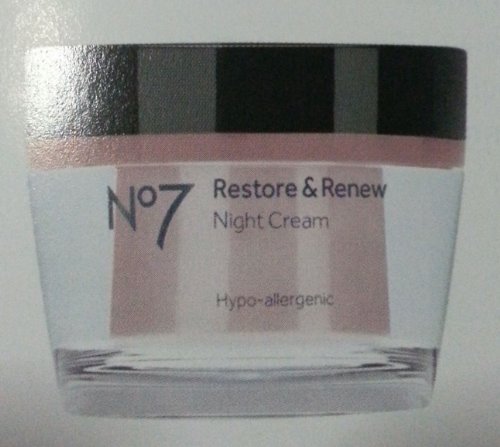 No7
Restore & Renew
Night Cream
Hypo-allergenic